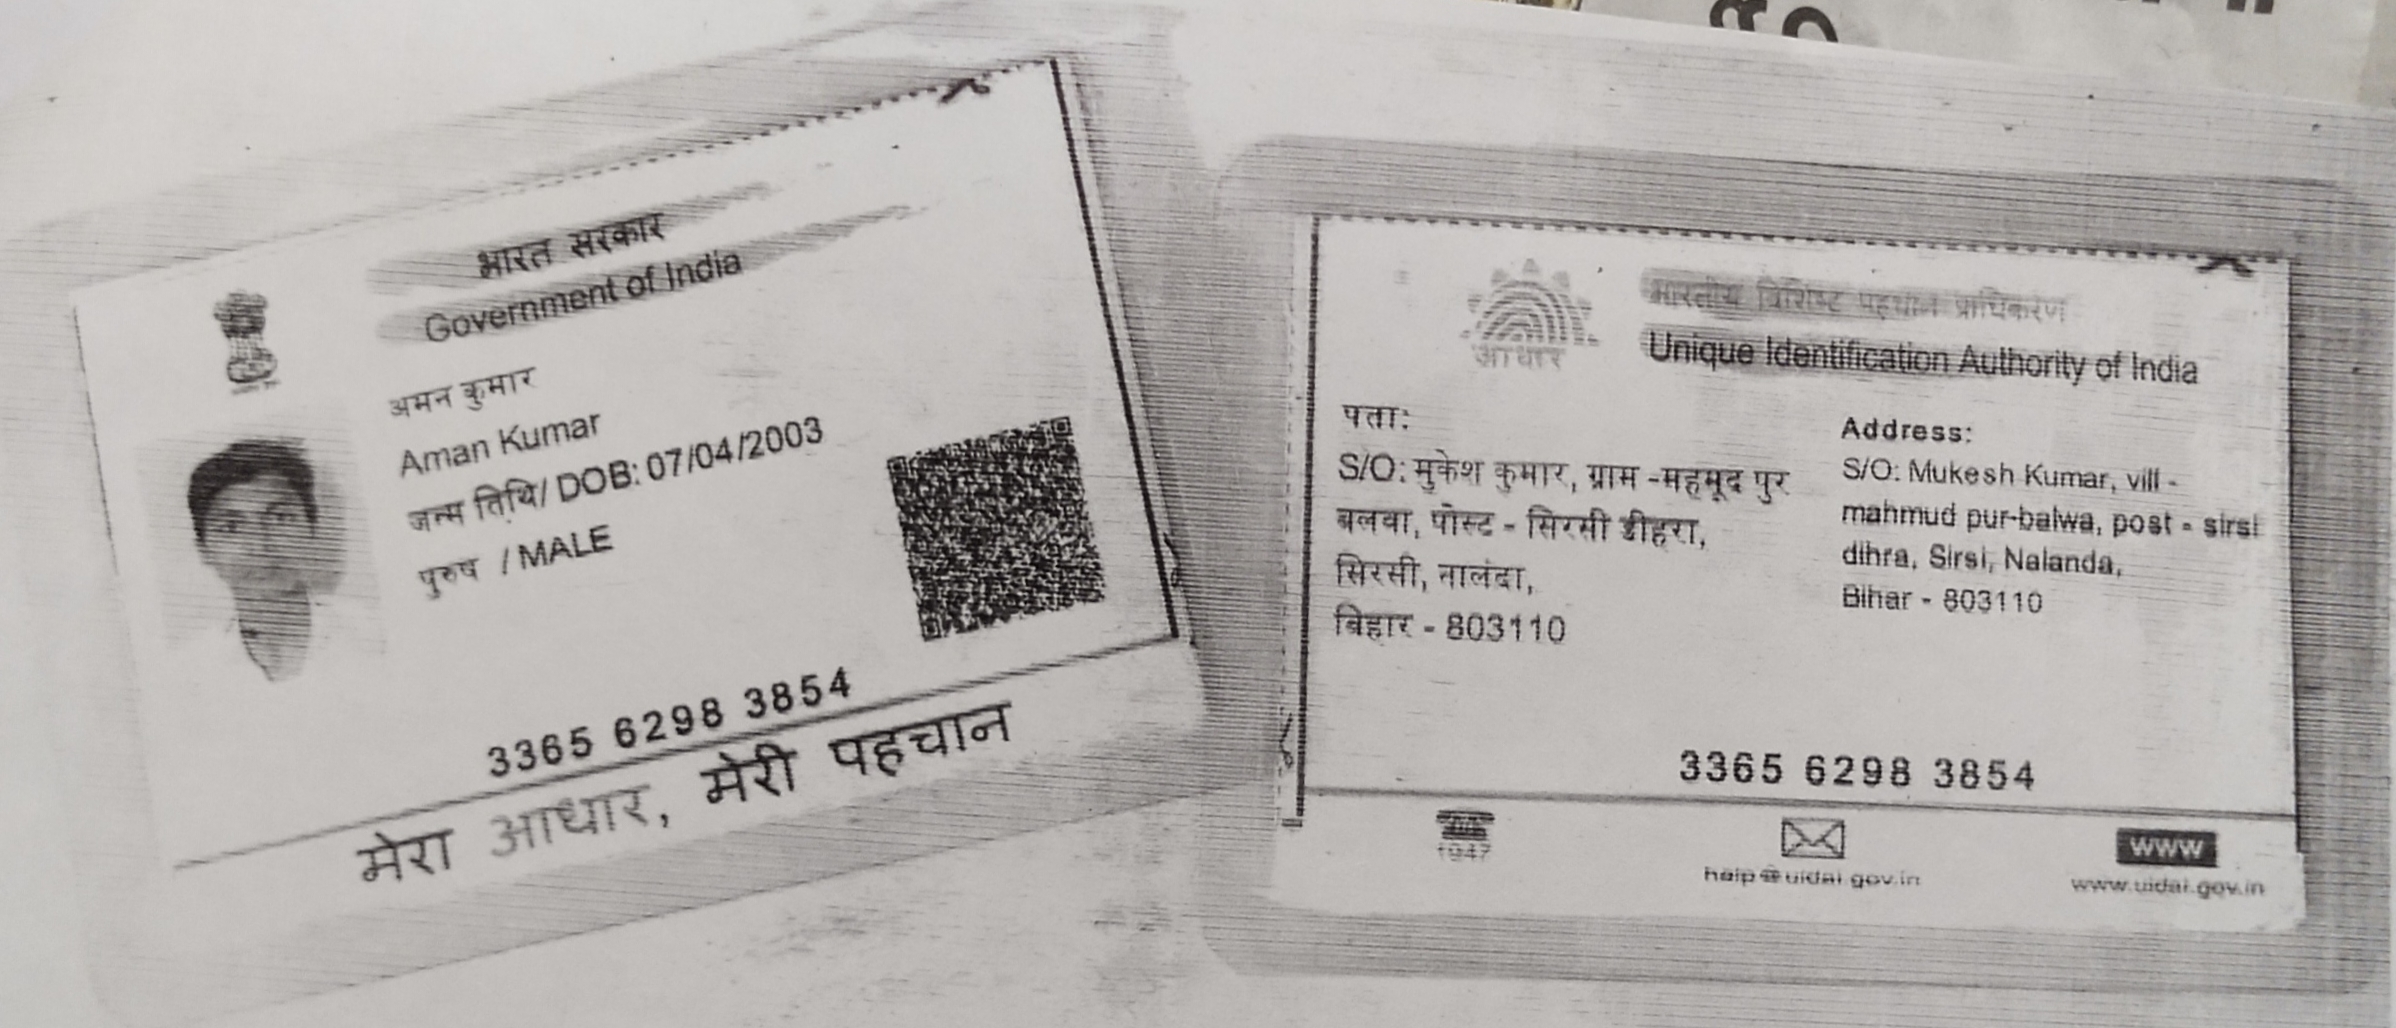 भारत सरकार
Government of India
अमन कुमार
Aman Kumar
जन्म तिथि/ DOB: 07/04/2003
पुरुष / MALE
3365 6298 3854
मेरा आधार, मेरी पहचान
भारतीय विशिष्ट पहचान प्राधिकरण
Unique Identification Authority of India
आधार
पता:
S/O: मुकेश कुमार, ग्राम -महमूद पुर
बलवा, पोस्ट - सिरसी डीहरा,
सिरसी, नालंदा,
बिहार - 803110
Address:
S/O: Mukesh Kumar, vill -
mahmud pur-balwa, post - sirsi
dihra, Sirsi, Nalanda,
Bihar - 803110
3365 6298 3854
1947
help@uidai.gov.in
www
www.uidai.gov.in